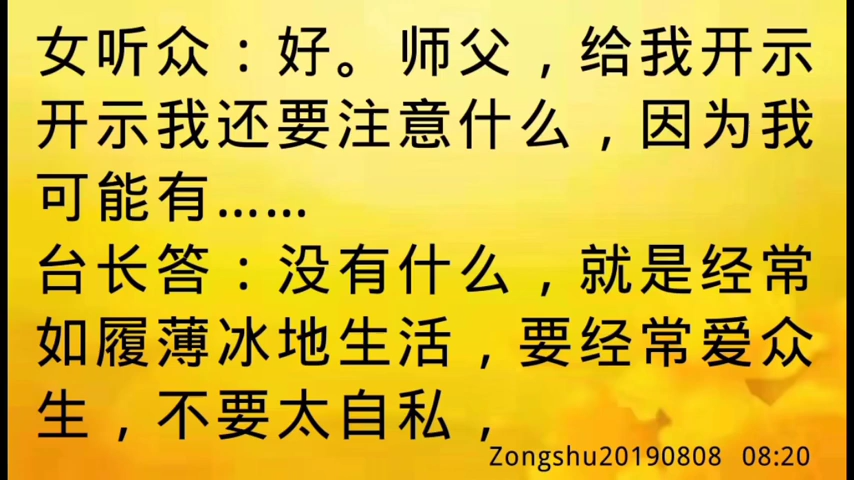 女听众：好。师父，给我开示
开示我还要注意什么，因为我
可能有……
台长答：没有什么，就是经常
如履薄冰地生活，要经常爱众
生，不要太自私，
Zongshu20190808 08:20